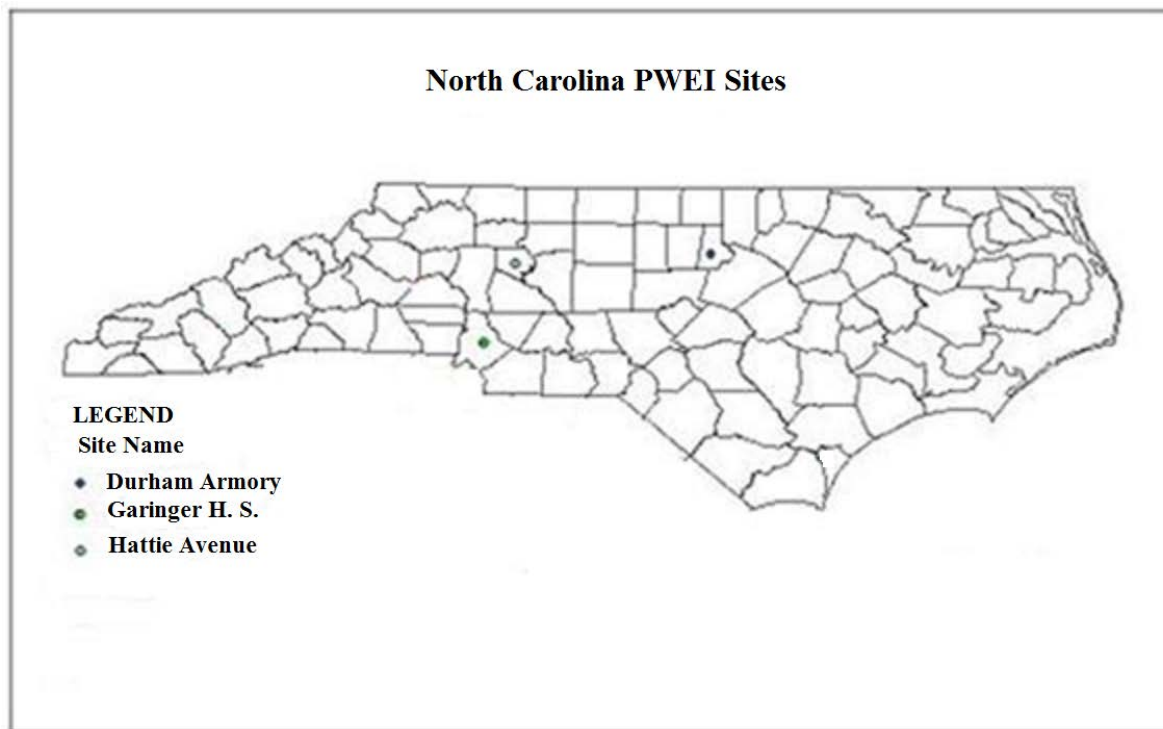 North Carolina PWEI Sites
LEGEND
Site Name
Durham Armory
Garinger H. S.
Hattie Avenue